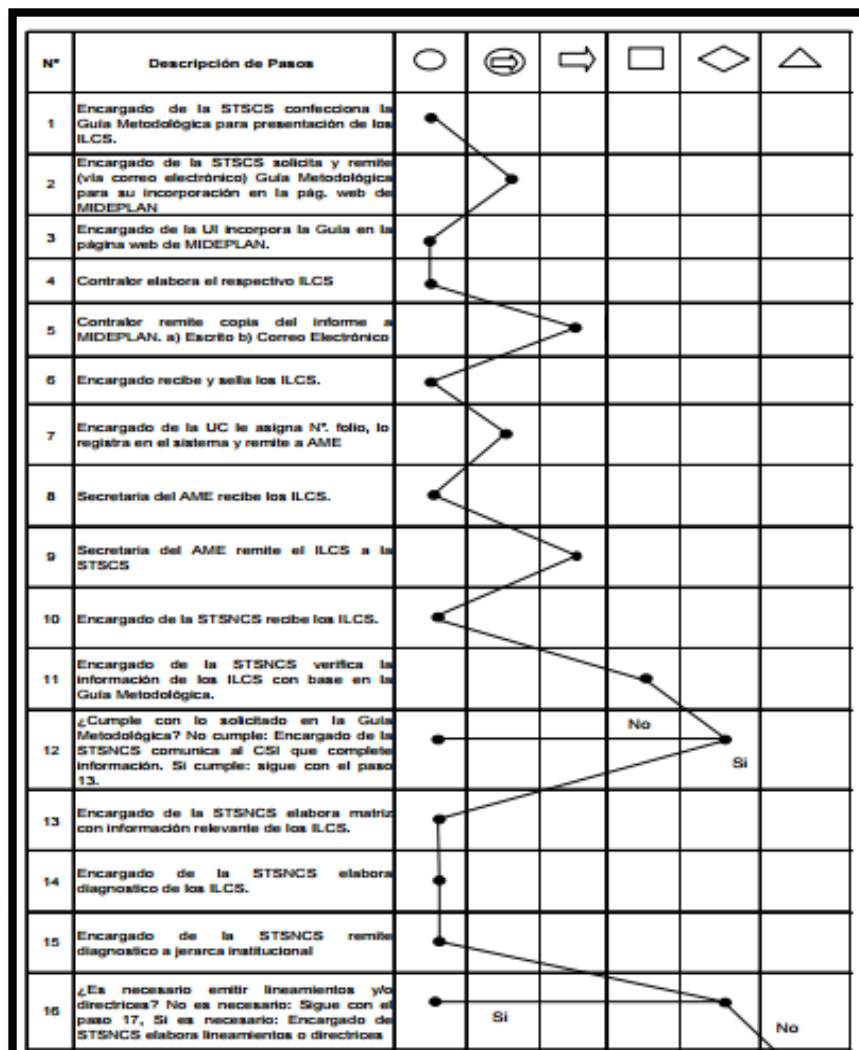 N°
Descripción de Pasos
1
Encargado de la STSCS confecciona la
Guía Metodológica para presentación de los
ILCS.
2
Encargado de la STSCS solicita y remite
(vía correo electrónico) Guía Metodológica
para su incorporación en la pág. web de
MIDEPLAN
3
Encargado de la UI incorpora la Guía en la
página web de MIDEPLAN.
4
Contralor elabora el respectivo ILCS
5
Contralor remite copia del informe a
MIDEPLAN. a) Escrito b) Correo Electrónico
6
Encargado recibe y sella los ILCS.
7
Encargado de la UC le asigna N°. folio, lo
registra en el sistema y remite a AME
8
Secretaria del AME recibe los ILCS.
9
Secretaria del AME remite el ILCS a la
STSCS
10
Encargado de la STSNCS recibe los ILCS.
11
Encargado de la STSNCS verifica la
información de los ILCS con base en la
Guía Metodológica.
12
¿Cumple con lo solicitado en la Guía
Metodológica? No cumple: Encargado de la
STSNCS comunica al CSI que complete
información. Si cumple: sigue con el paso
13.
No
Si
13
Encargado de la STSNCS elabora matriz
con información relevante de los ILCS.
14
Encargado de la STSNCS elabora
diagnostico de los ILCS.
15
Encargado de la STSNCS remite
diagnostico a jerarca institucional
16
¿Es necesario emitir lineamientos y/o
directrices? No es necesario: Sigue con el
paso 17, Si es necesario: Encargado de
STSNCS elabora lineamientos o directrices
Si
No